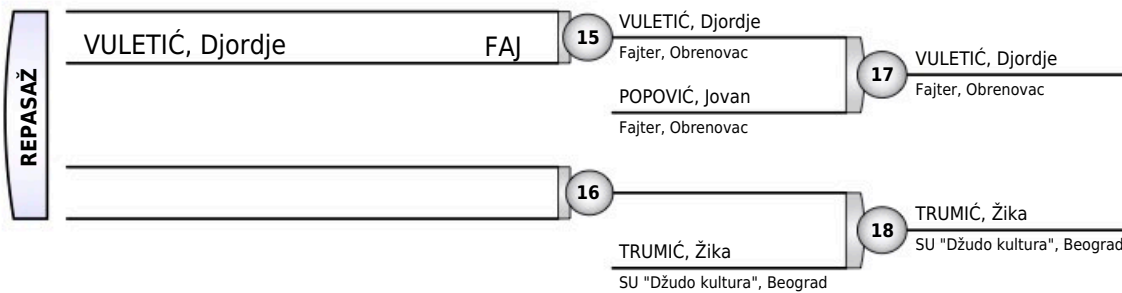 REPASAŽ
VULETIĆ, Djordje FAJ
15
VULETIĆ, Djordje
Fajter, Obrenovac
POPOVIĆ, Jovan
Fajter, Obrenovac
17
VULETIĆ, Djordje
Fajter, Obrenovac
16
TRUMIĆ, Žika
SU "Džudo kultura", Beograd
18
TRUMIĆ, Žika
SU "Džudo kultura", Beograd